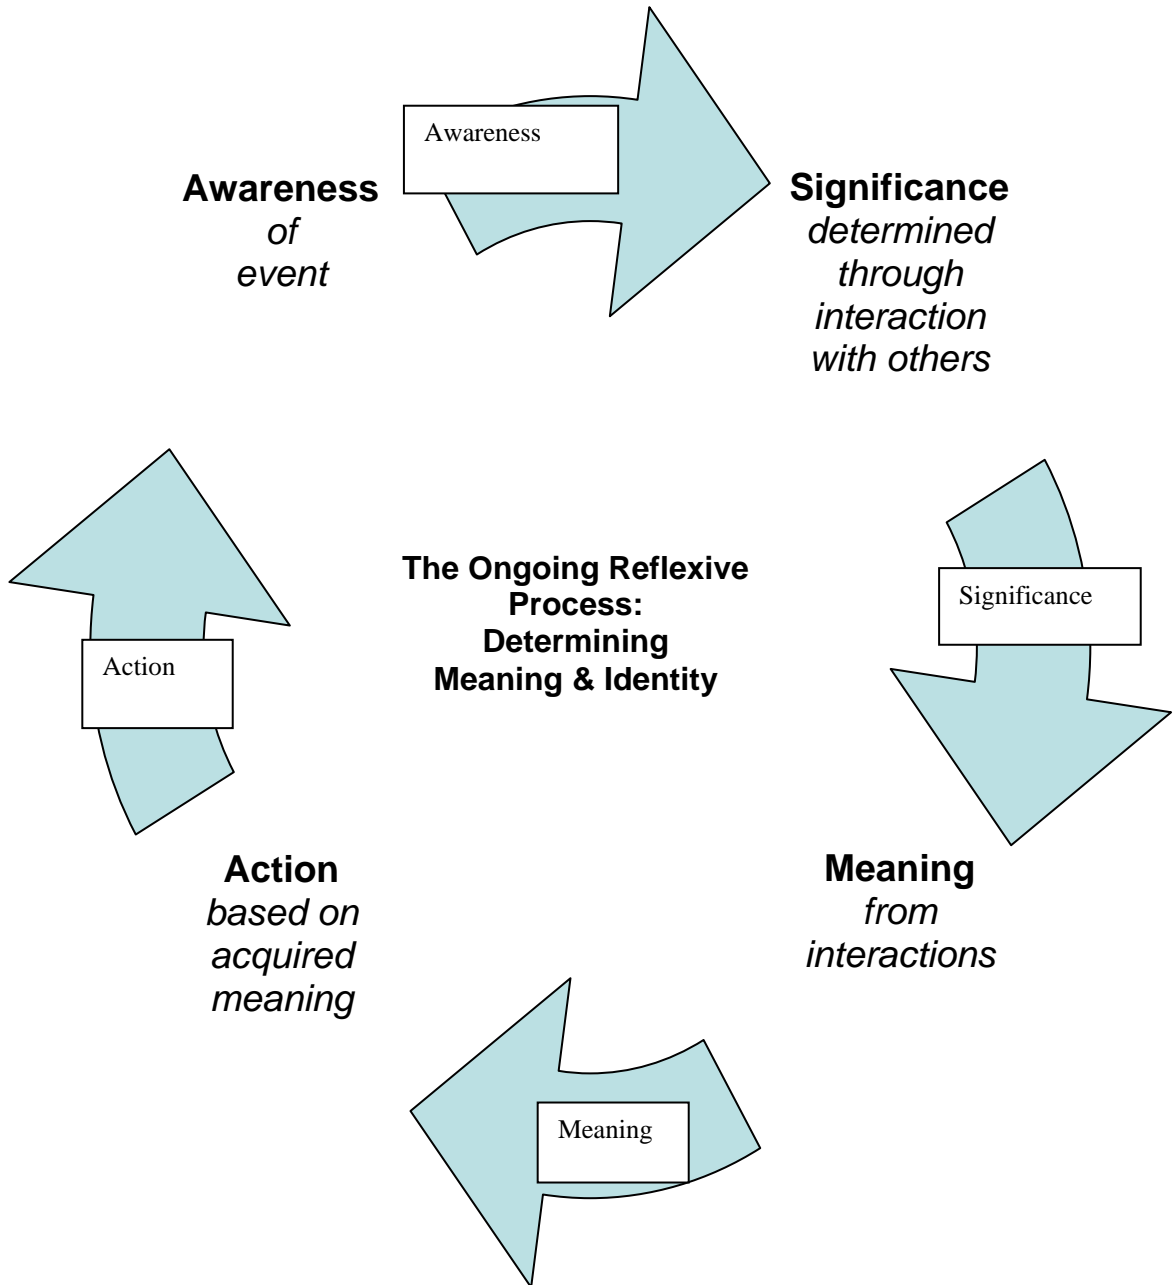 Awareness
Awareness
of
event
Significance
determined
through
interaction
with others
The Ongoing Reflexive
Process:
Determining
Meaning & Identity
Significance
Action
Action
based on
acquired
meaning
Meaning
from
interactions
Meaning